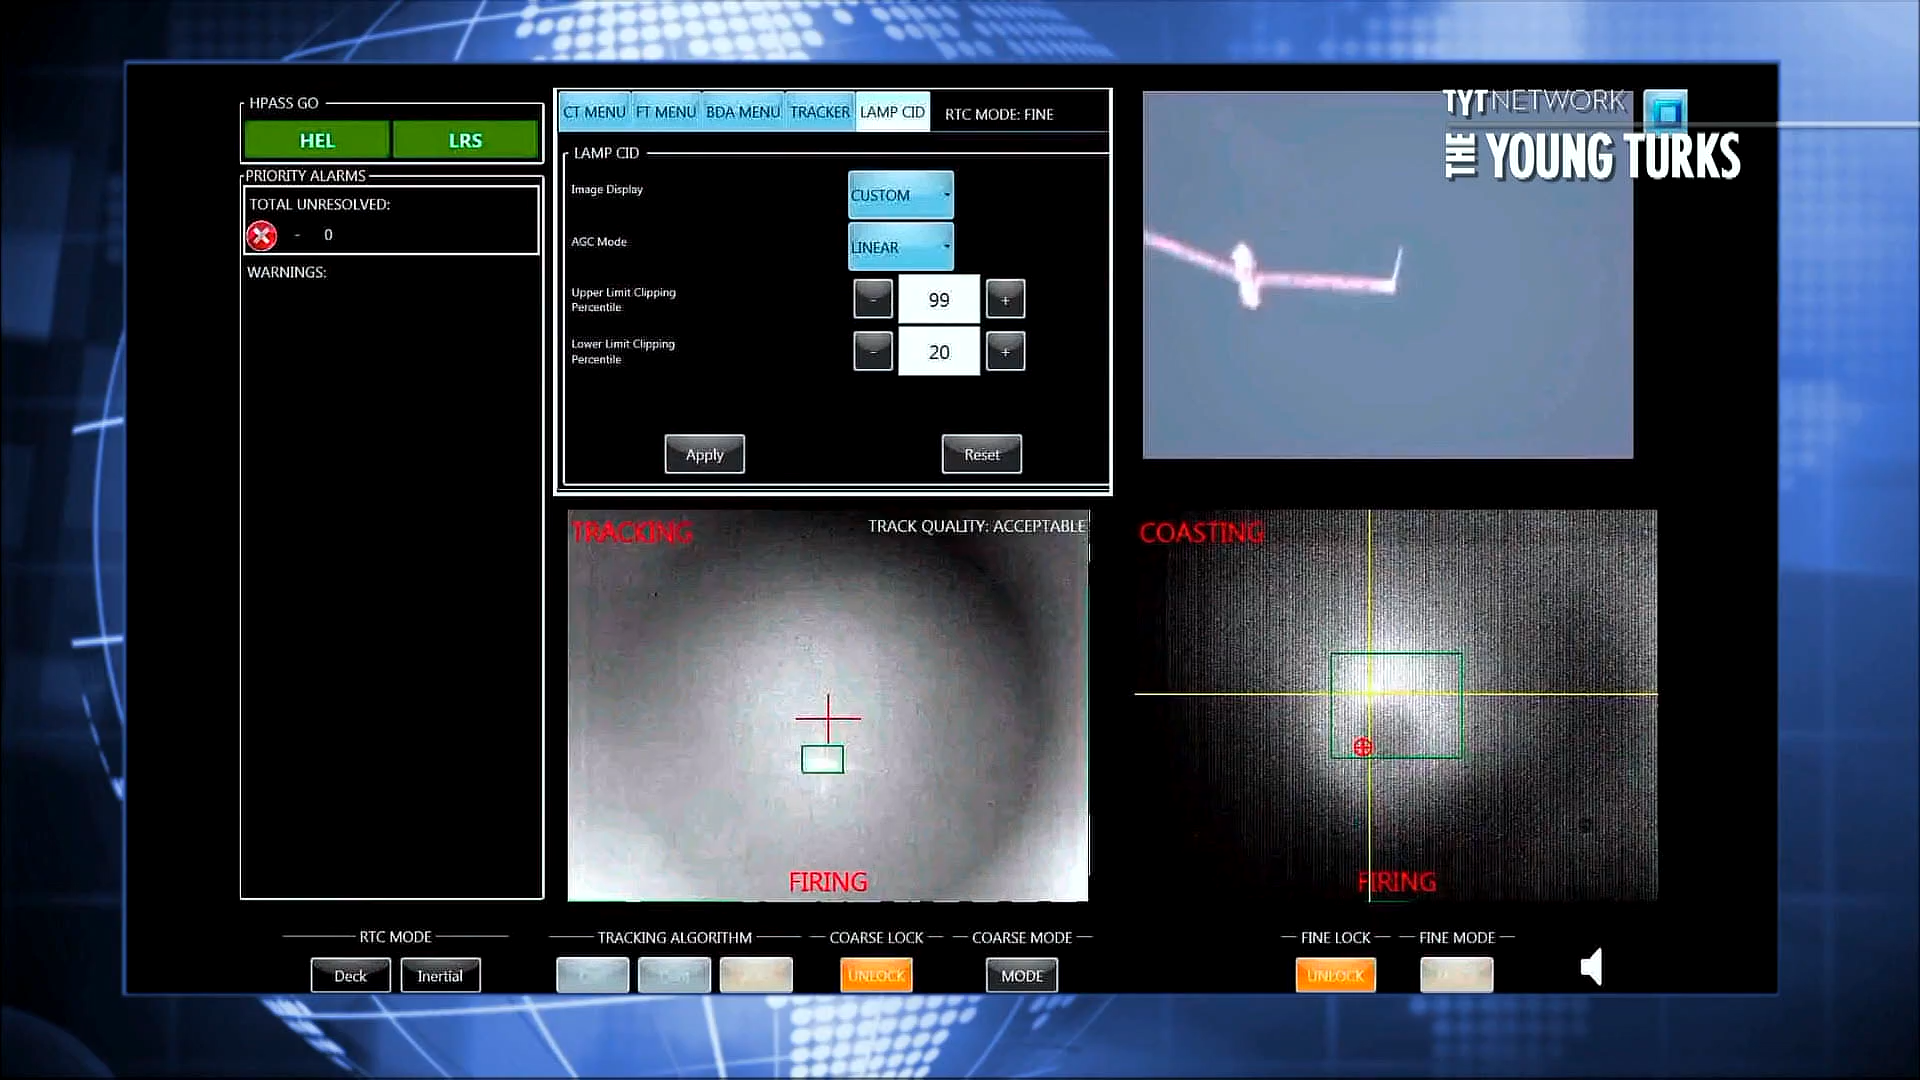 HPASS GO
HEL
LRS
PRIORITY ALARMS
TOTAL UNRESOLVED:
- 0
WARNINGS:
CT MENU
FT MENU
BDA MENU
TRACKER
LAMP CID
RTC MODE: FINE
LAMP CID
Image Display
CUSTOM
AGC Mode
LINEAR
Upper Limit Clipping
Percentile
- 99 +
Lower Limit Clipping
Percentile
- 20 +
Apply
Reset
TYT NETWORK
THE YOUNG TURKS
TRACKING
TRACK QUALITY: ACCEPTABLE
FIRING
COASTING
FIRING
RTC MODE
Deck
Inertial
TRACKING ALGORITHM
COARSE LOCK
UNLOCK
COARSE MODE
MODE
FINE LOCK
UNLOCK
FINE MODE